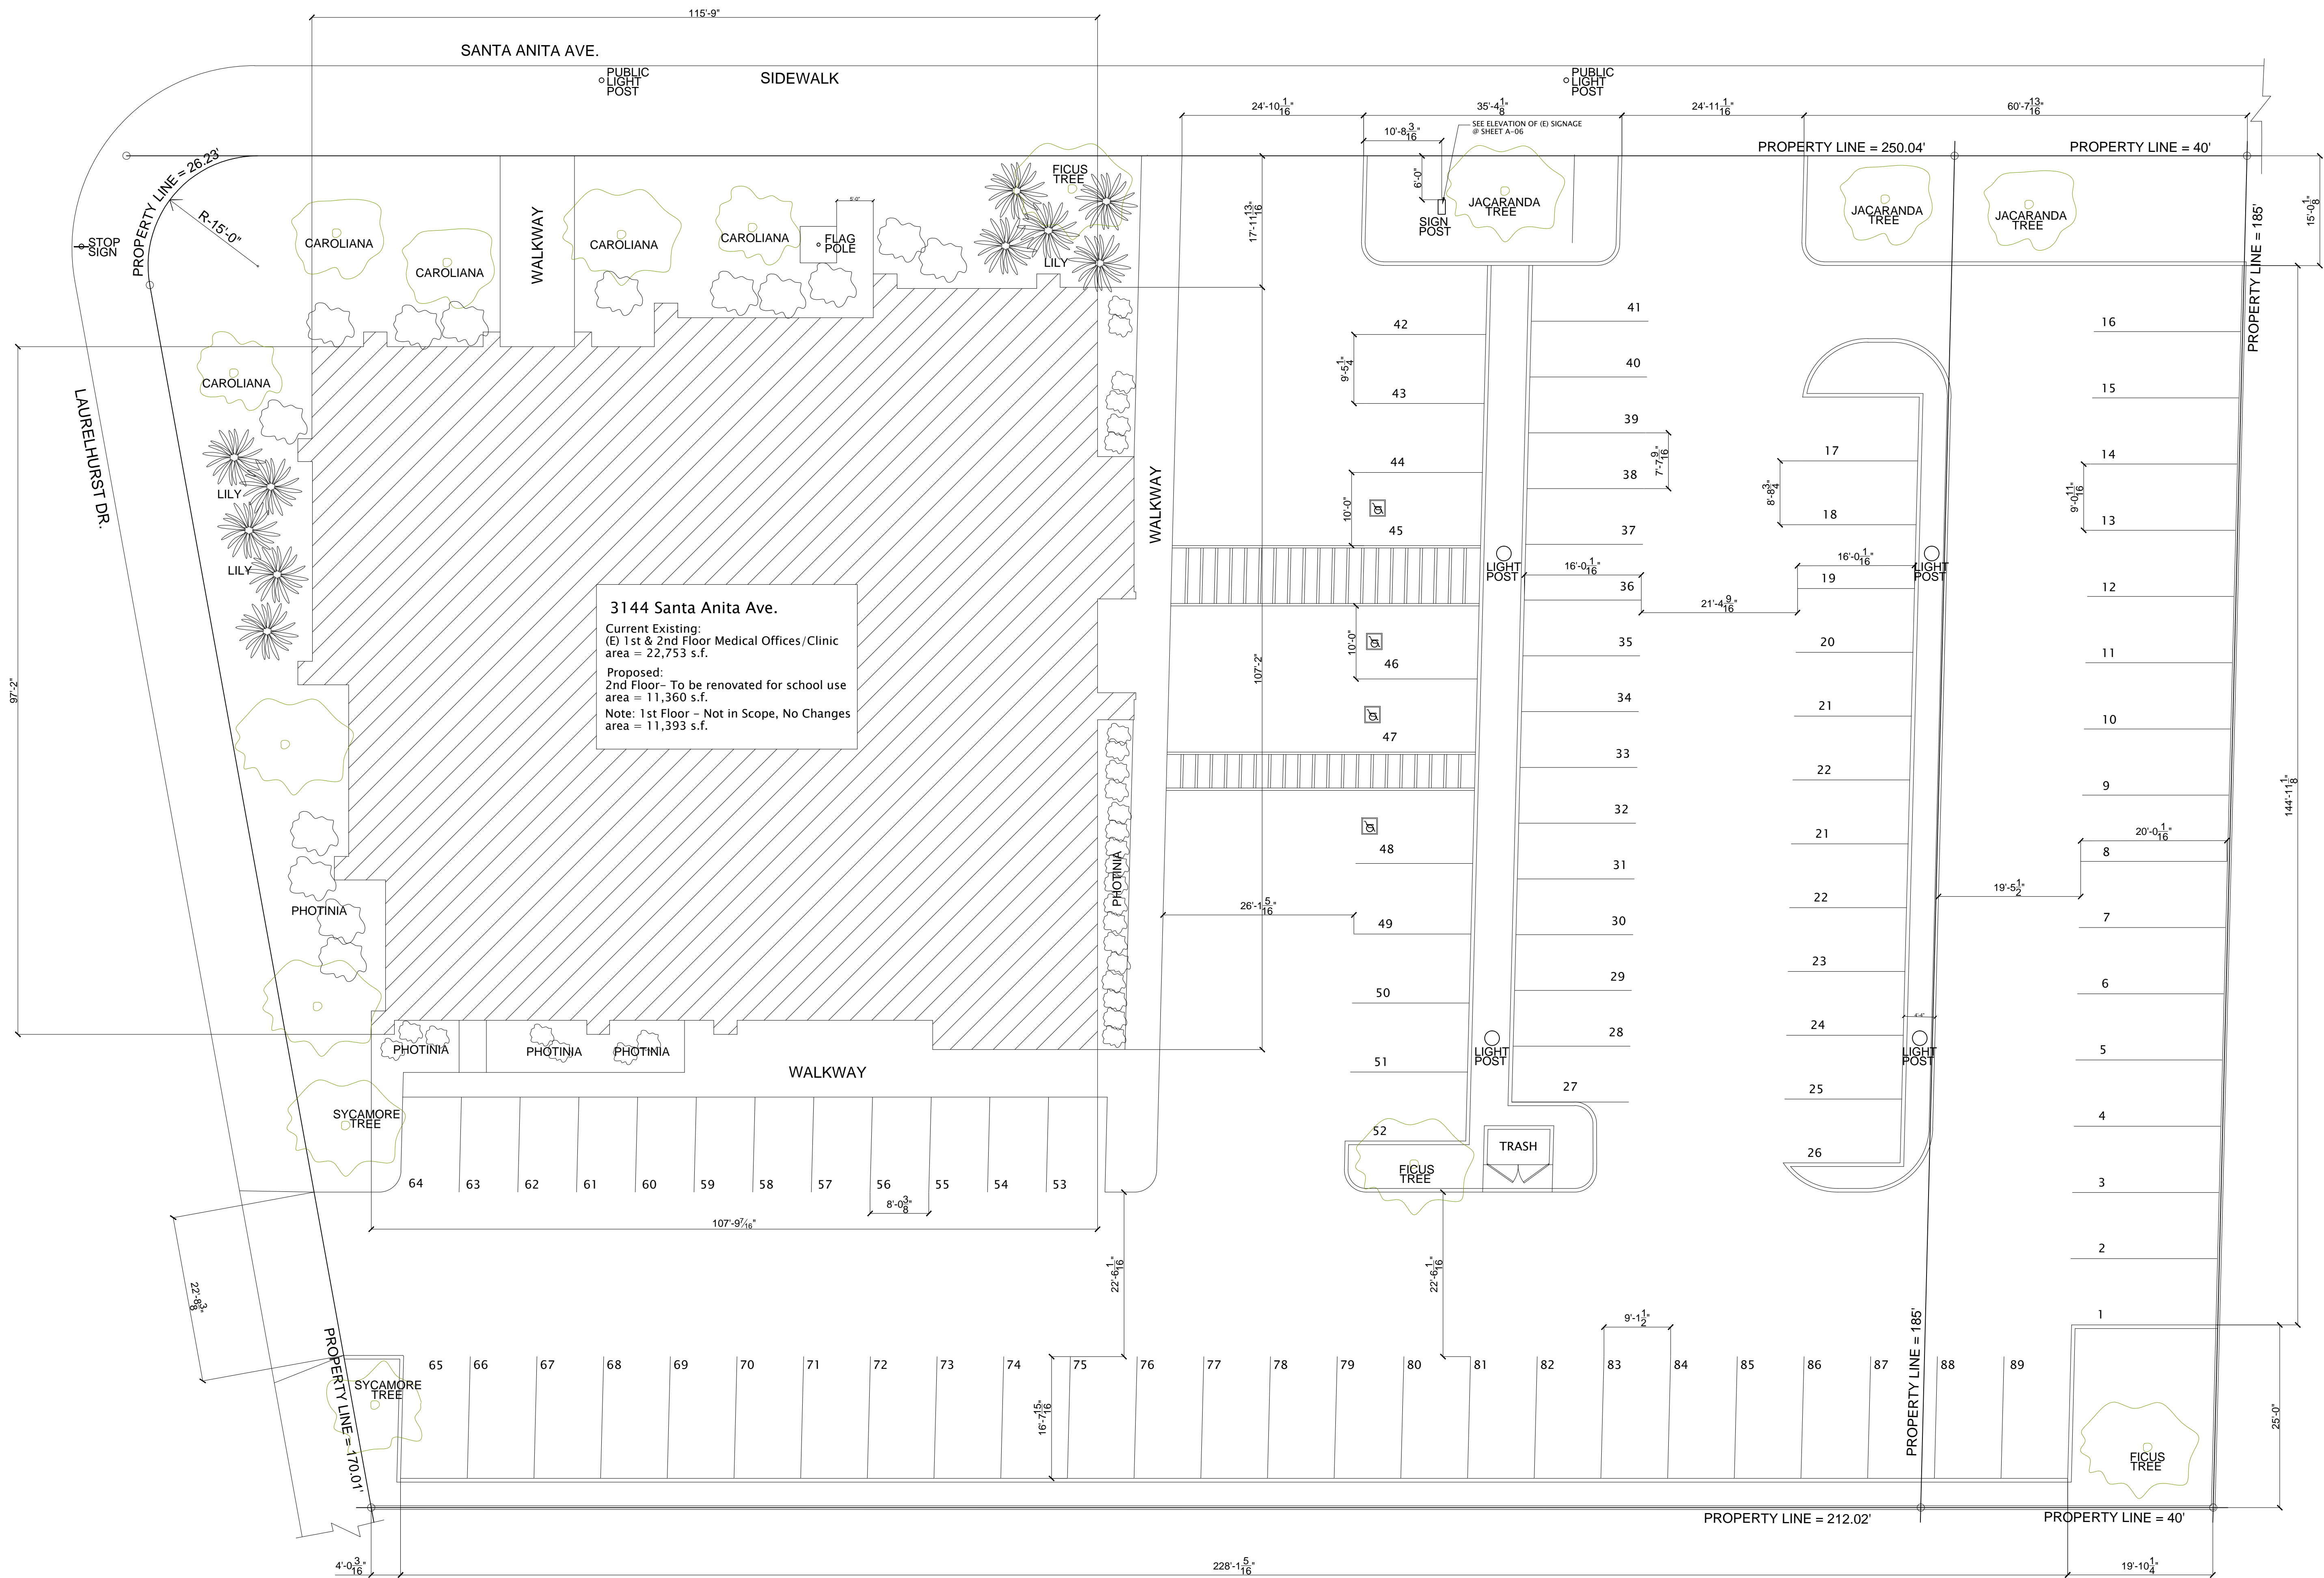 115'-9"
SANTA ANITA AVE.
PUBLIC
LIGHT
POST
SIDEWALK
PUBLIC
LIGHT
POST
24'-10 1/16"
35'-4 1/8"
24'-11 1/16"
60'-7 13/16"
10'-8 3/16"
SEE ELEVATION OF (E) SIGNAGE
@ SHEET A-06
PROPERTY LINE = 250.04'
PROPERTY LINE = 40'
PROPERTY LINE = 26.23'
R-15'-0"
STOP
SIGN
CAROLIANA
CAROLIANA
WALKWAY
CAROLIANA
CAROLIANA
5'-0"
FLAG
POLE
FICUS
TREE
LILY
17'-11 13/16"
6'-0"
SIGN
POST
JACARANDA
TREE
JACARANDA
TREE
JACARANDA
TREE
PROPERTY LINE = 185'
15'-0 1/8"
CAROLIANA
LAURELHURST DR.
LILY
LILY
97'-2"
WALKWAY
3144 Santa Anita Ave.
Current Existing:
(E) 1st & 2nd Floor Medical Offices/Clinic
area = 22,753 s.f.
Proposed:
2nd Floor- To be renovated for school use
area = 11,360 s.f.
Note: 1st Floor - Not in Scope, No Changes
area = 11,393 s.f.
107'-2"
42
9'-5 1/4"
43
44
10'-0"
45
10'-0"
46
47
48
26'-1 5/16"
49
50
51
52
FICUS
TREE
TRASH
LIGHT
POST
LIGHT
POST
41
40
39
7'-7 9/16"
38
37
16'-0 1/16"
36
35
34
33
32
31
30
29
28
27
21'-4 9/16"
17
8'-8 3/4"
18
16'-0 1/16"
19
20
21
22
21
22
23
24
25
26
LIGHT
POST
4'-4"
LIGHT
POST
19'-5 1/2"
16
15
14
9'-0 11/16"
13
12
11
10
9
20'-0 1/16"
8
7
6
5
4
3
2
1
144'-11 1/8"
PHOTINIA
PHOTINIA
PHOTINIA
PHOTINIA
PHOTINIA
WALKWAY
SYCAMORE
TREE
64
63
62
61
60
59
58
57
56
55
54
53
8'-0 3/8"
107'-9 7/16"
22'-8 3/8"
22'-6 1/16"
22'-6 1/16"
PROPERTY LINE = 170.01'
SYCAMORE
TREE
65
66
67
68
69
70
71
72
73
74
75
76
77
78
79
80
81
82
83
84
85
86
87
88
89
16'-7 15/16"
9'-1 1/2"
PROPERTY LINE = 185'
FICUS
TREE
25'-0"
PROPERTY LINE = 212.02'
PROPERTY LINE = 40'
4'-0 3/16"
228'-1 5/16"
19'-10 1/4"